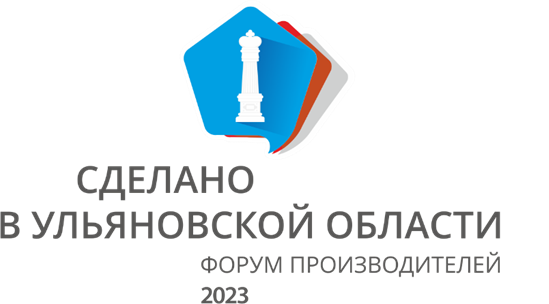 СДЕЛАНО
В УЛЬЯНОВСКОЙ ОБЛАСТИ
ФОРУМ ПРОИЗВОДИТЕЛЕЙ
2023